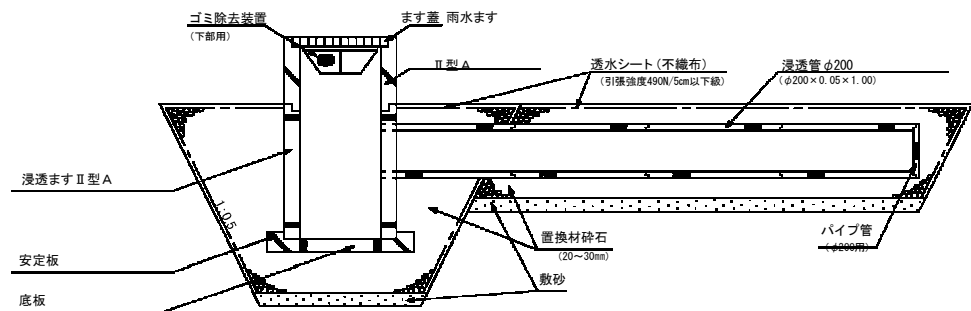 ゴミ除去装置
(下部用)
ます蓋 雨水ます
Ⅱ型A
透水シート(不織布)
(引張強度490N/5cm以下級)
浸透管φ200
(φ200×0.05×1.00)
浸透ますⅡ型A
1:0.5
安定板
底板
置換材砕石
(20～30mm)
敷砂
パイプ管
(φ200用)